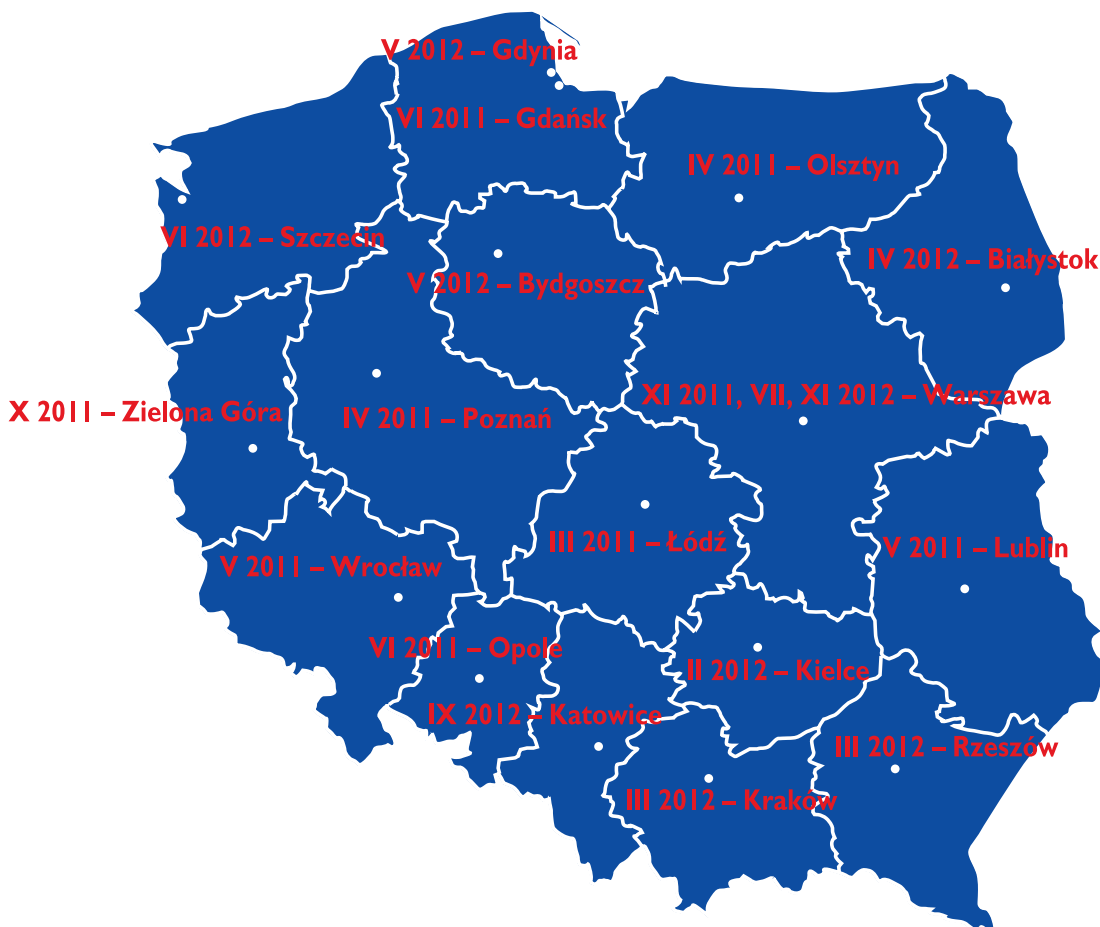 V 2012 – Gdynia
VI 2011 – Gdańsk
IV 2011 – Olsztyn
VI 2012 – Szczecin
IV 2012 – Białystok
V 2012 – Bydgoszcz
XI 2011, VII, XI 2012 – Warszawa
X 2011 – Zielona Góra
IV 2011 – Poznań
III 2011 – Łódź
V 2011 – Lublin
V 2011 – Wrocław
VI 2011 – Opole
II 2012 – Kielce
IX 2012 – Katowice
III 2012 – Rzeszów
III 2012 – Kraków